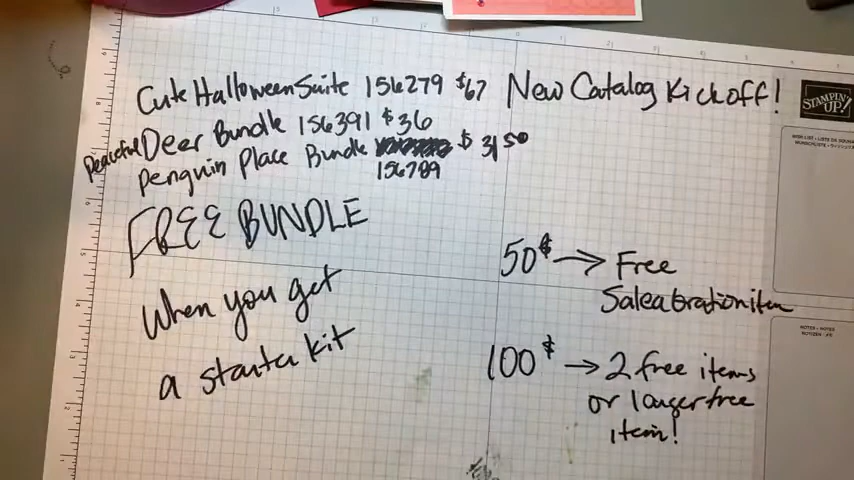 Cute Halloween Suite 156279 $67
New Catalog Kickoff!
Peaceful Deer Bundle 156391 $36
Penguin Place Bundle $31 50
156789
FREE BUNDLE
When you get
a starter kit
50$ → Free
Saleabration item
100$ → 2 free items
or larger free
item!
STAMPIN' UP!